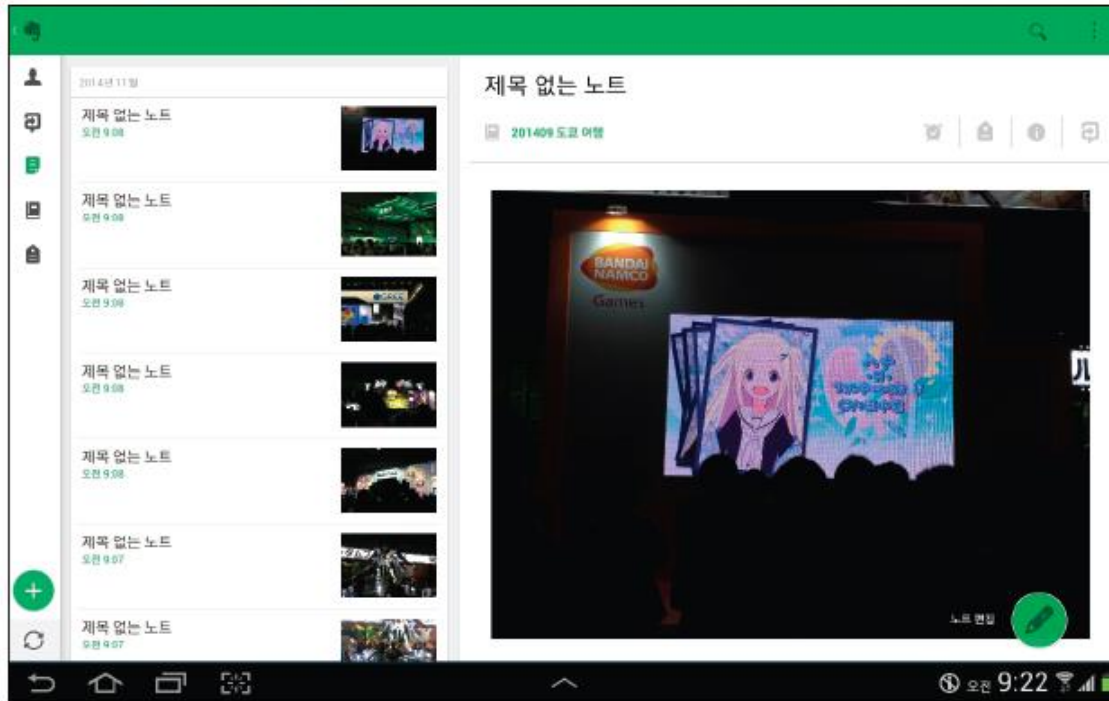 2014년 11월
제목 없는 노트
오전 9:08
제목 없는 노트
오전 9:08
제목 없는 노트
오전 9:08
제목 없는 노트
오전 9:08
제목 없는 노트
오전 9:08
제목 없는 노트
오전 9:07
제목 없는 노트
오전 9:07
제목 없는 노트
201409 도쿄 여행
BANDAI
NAMCO
Games
ル
노트 편집
오전 9:22